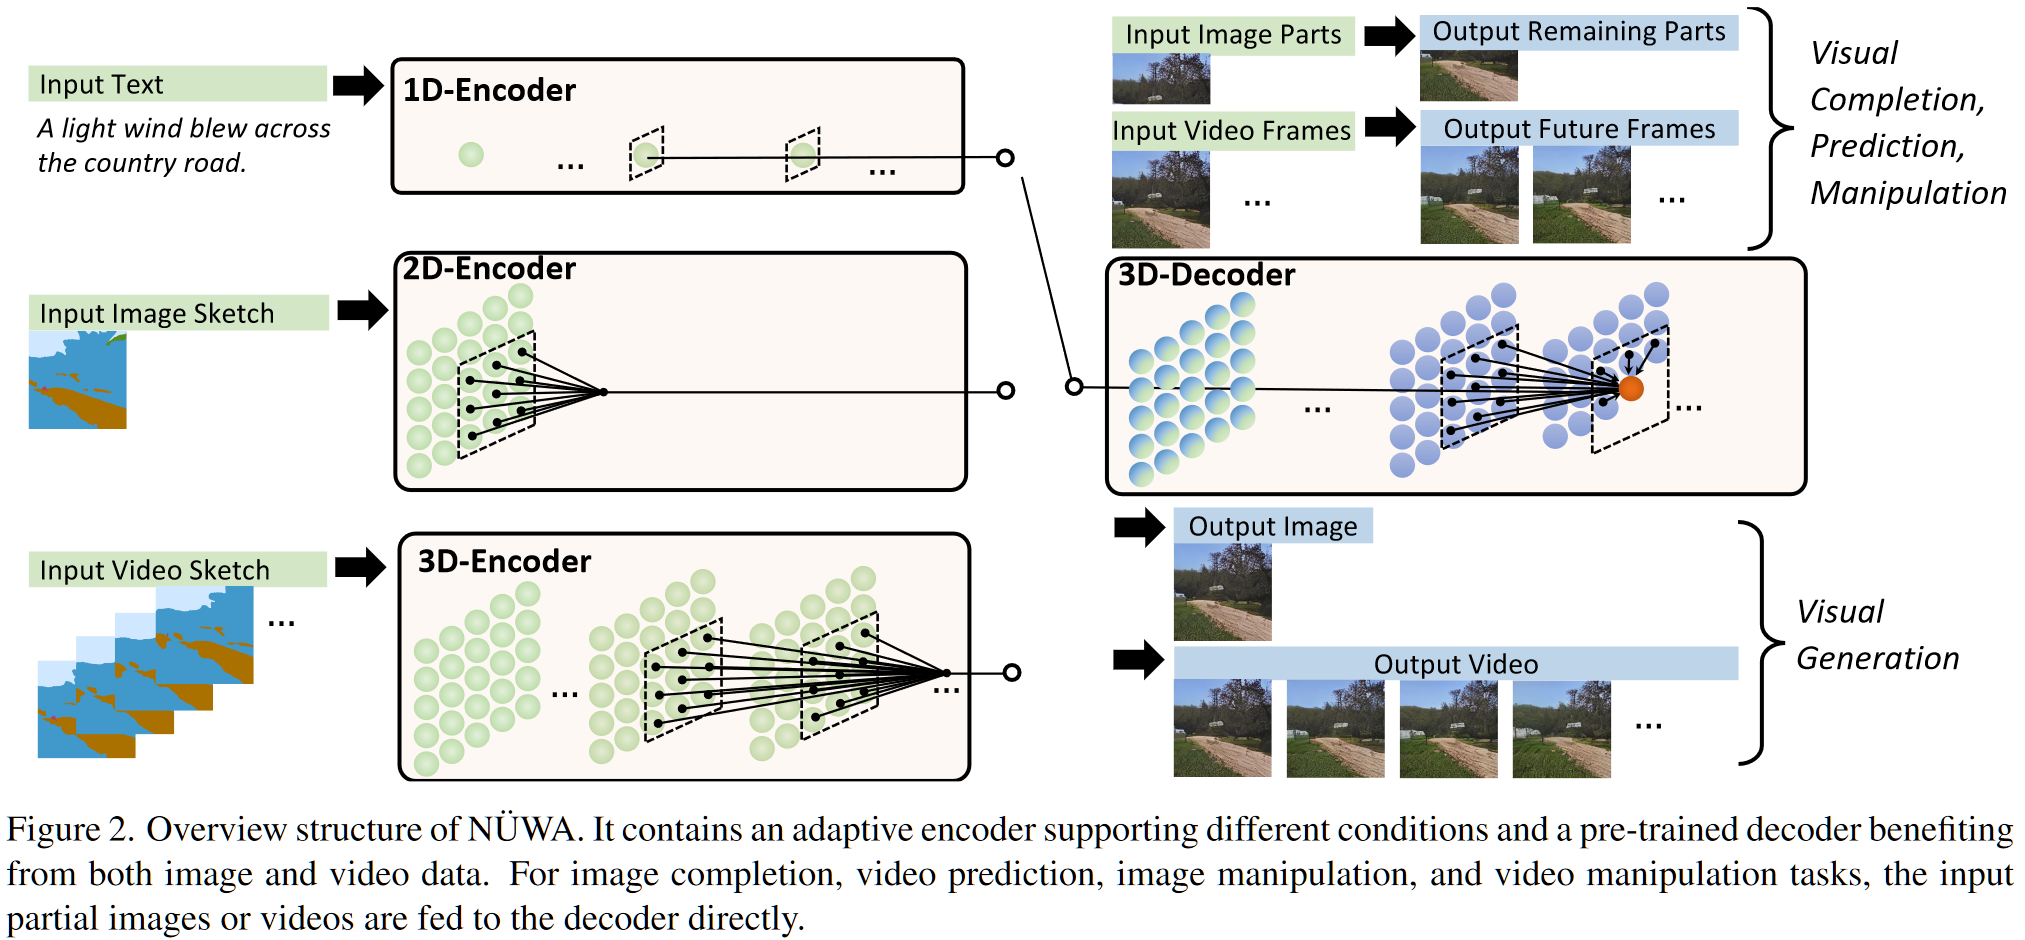 Input Text
A light wind blew across
the country road.
1D-Encoder
...
...
Input Image Sketch
2D-Encoder
Input Video Sketch
...
3D-Encoder
...
...
Input Image Parts
Output Remaining Parts
Input Video Frames
Output Future Frames
...
...
Visual
Completion,
Prediction,
Manipulation
3D-Decoder
...
...
Output Image
Output Video
...
Visual
Generation
Figure 2. Overview structure of NÜWA. It contains an adaptive encoder supporting different conditions and a pre-trained decoder benefiting
from both image and video data. For image completion, video prediction, image manipulation, and video manipulation tasks, the input
partial images or videos are fed to the decoder directly.